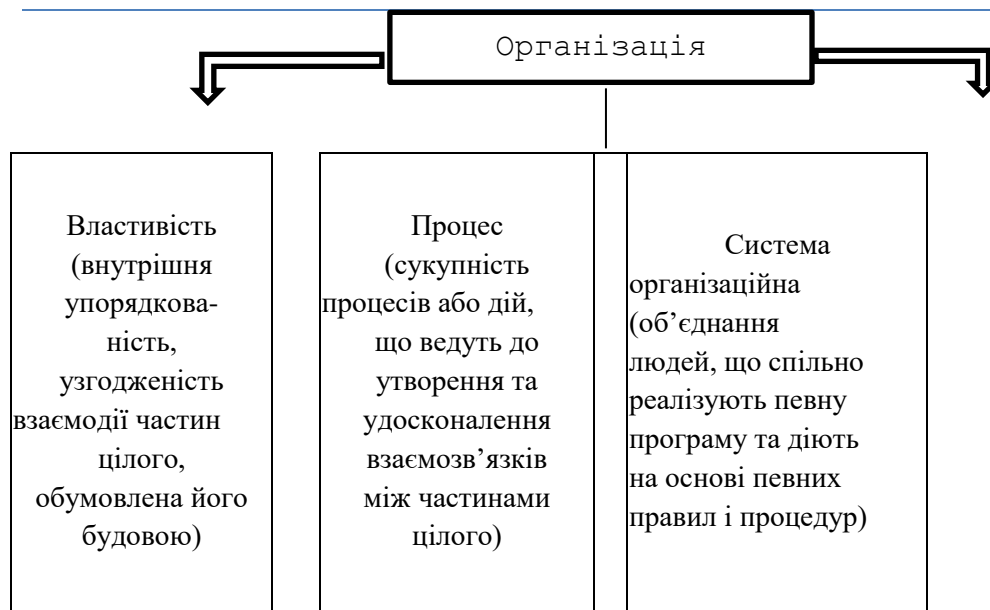 Організація
Властивість
(внутрішня
упорядкова-
ність,
узгодженість
взаємодії частин
цілого,
обумовлена його
будовою)
Процес
(сукупність
процесів або дій,
що ведуть до
утворення та
удосконалення
взаємозв’язків
між частинами
цілого)
Система
організаційна
(об’єднання
людей, що спільно
реалізують певну
програму та діють
на основі певних
правил і процедур)